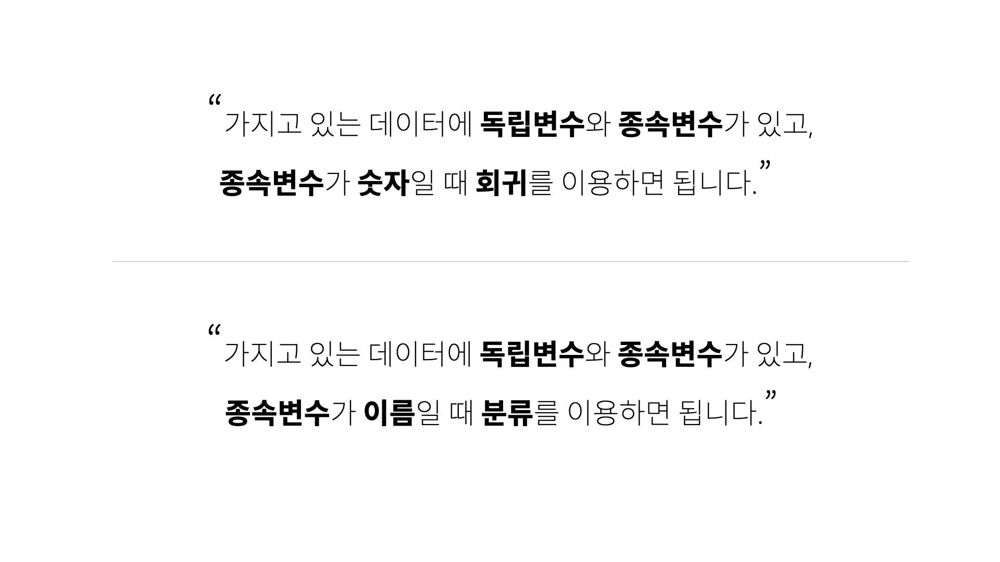 “가지고 있는 데이터에 독립변수와 종속변수가 있고,
종속변수가 숫자일 때 회귀를 이용하면 됩니다.”
“가지고 있는 데이터에 독립변수와 종속변수가 있고,
종속변수가 이름일 때 분류를 이용하면 됩니다.”